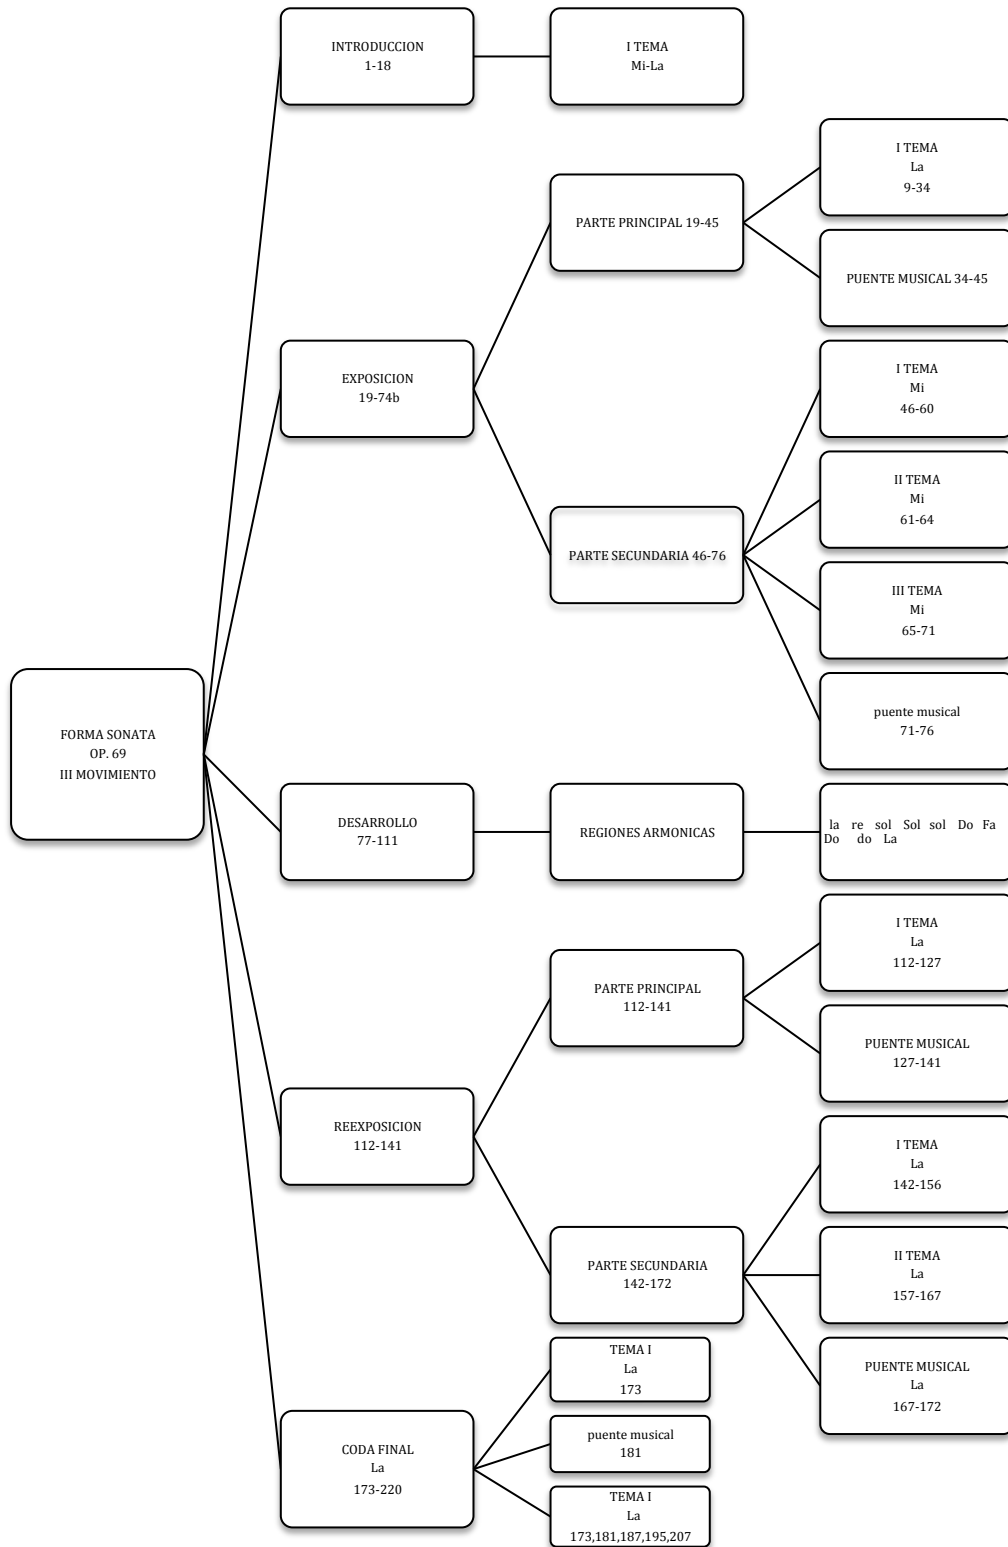 FORMA SONATA
OP. 69
III MOVIMIENTO
INTRODUCCION
1-18
I TEMA
Mi-La
EXPOSICION
19-74b
PARTE PRINCIPAL 19-45
I TEMA
La
9-34
PUENTE MUSICAL 34-45
PARTE SECUNDARIA 46-76
I TEMA
Mi
46-60
II TEMA
Mi
61-64
III TEMA
Mi
65-71
puente musical
71-76
DESARROLLO
77-111
REGIONES ARMONICAS
la re sol Sol sol Do Fa
Do do La
REEXPOSICION
112-141
PARTE PRINCIPAL
112-141
I TEMA
La
112-127
PUENTE MUSICAL
127-141
PARTE SECUNDARIA
142-172
I TEMA
La
142-156
II TEMA
La
157-167
PUENTE MUSICAL
La
167-172
CODA FINAL
La
173-220
TEMA I
La
173
puente musical
181
TEMA I
La
173,181,187,195,207